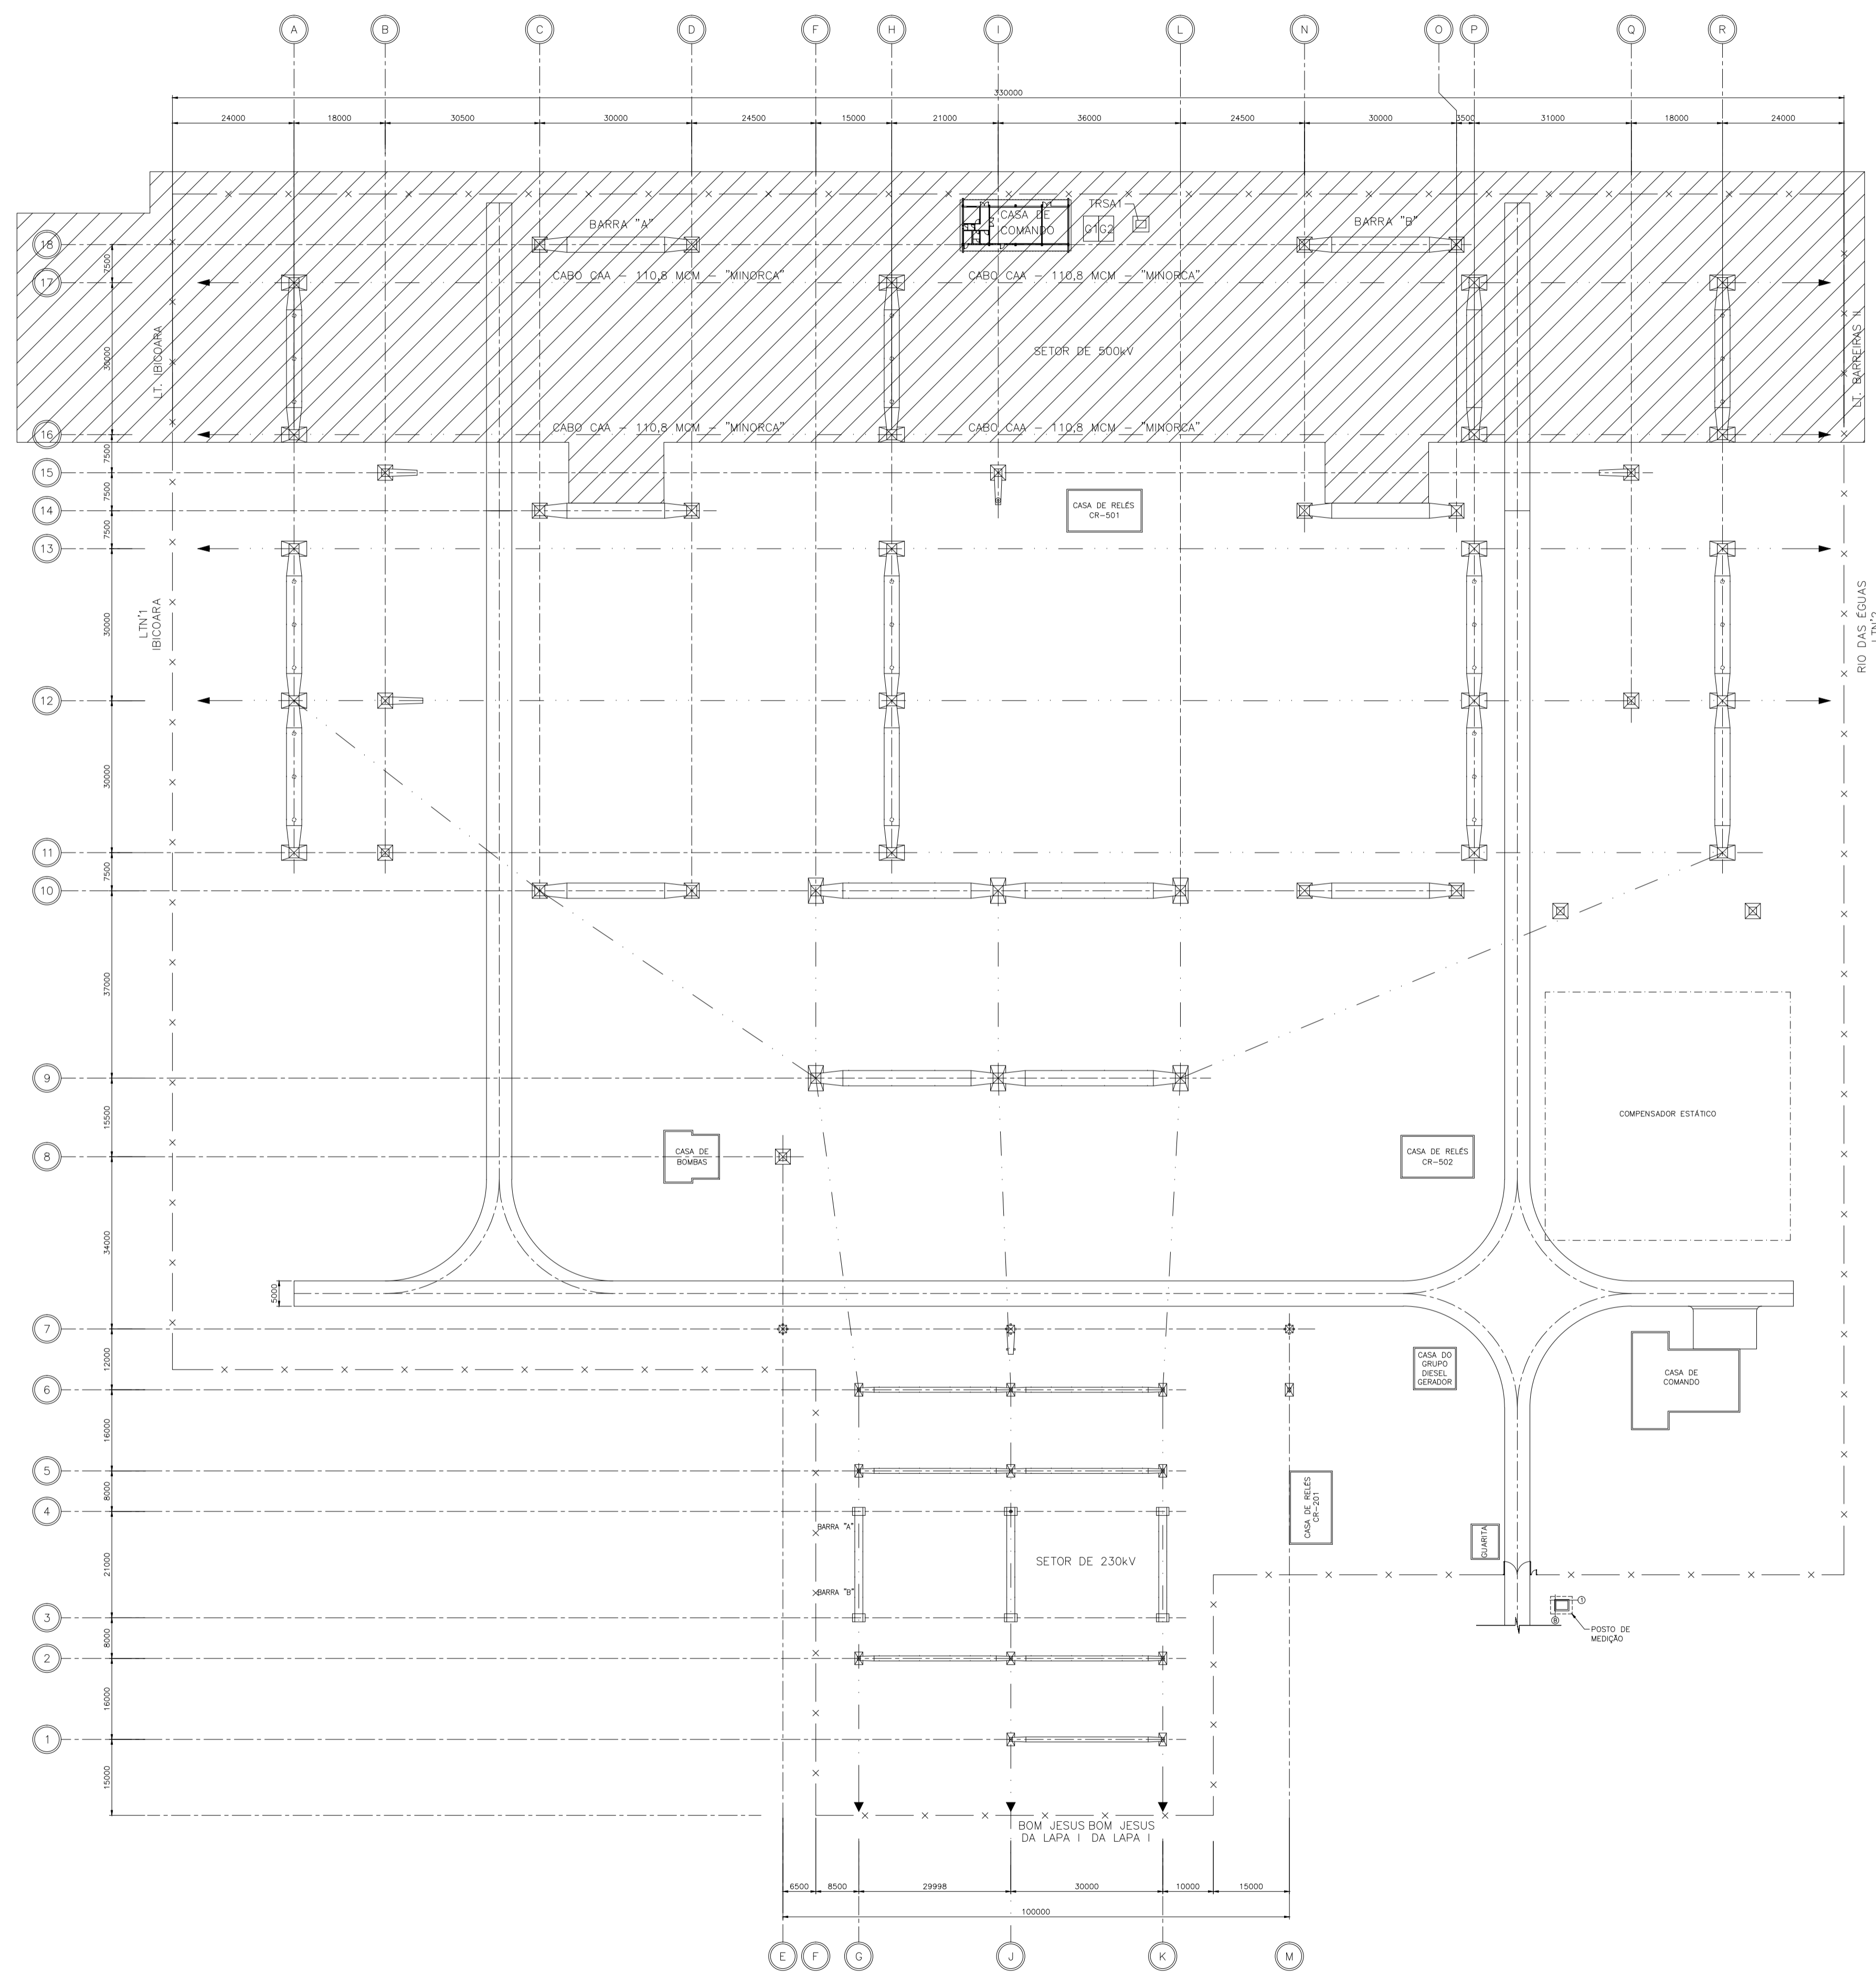 A B C D F H I L N O P Q R
330000
24000 18000 30500 30000 24500 15000 21000 36000 24500 30000 3500 31000 18000 24000
TRSA1
BARRA "A"
CASA DE
COMANDO
G1 G2
BARRA "B"
18
7500
17
CABO CAA - 110,8 MCM - "MINORCA"
CABO CAA - 110,8 MCM - "MINORCA"
LT. IBICOARA
30000
SETOR DE 500kV
LT. BARREIRAS II
16
CABO CAA - 110,8 MCM - "MINORCA"
CABO CAA - 110,8 MCM - "MINORCA"
7500
15
7500
14
CASA DE RELÉS
CR-501
7500
13
LTN°1
IBICOARA
30000
RIO DAS ÉGUAS
LTN°2
12
30000
11
7500
10
37000
9
15500
COMPENSADOR ESTÁTICO
8
CASA DE
BOMBAS
CASA DE RELÉS
CR-502
34000
5000
7
12000
CASA DO
GRUPO
DIESEL
GERADOR
CASA DE
COMANDO
6
16000
5
8000
CASA DE RELÉS
CR-201
4
BARRA "A"
GUARITA
21000
SETOR DE 230kV
BARRA "B"
3
1
B
POSTO DE
MEDIÇÃO
8000
2
16000
1
15000
BOM JESUS
DA LAPA I
BOM JESUS
DA LAPA I
6500 8500 29998 30000 10000 15000
100000
E F G J K M